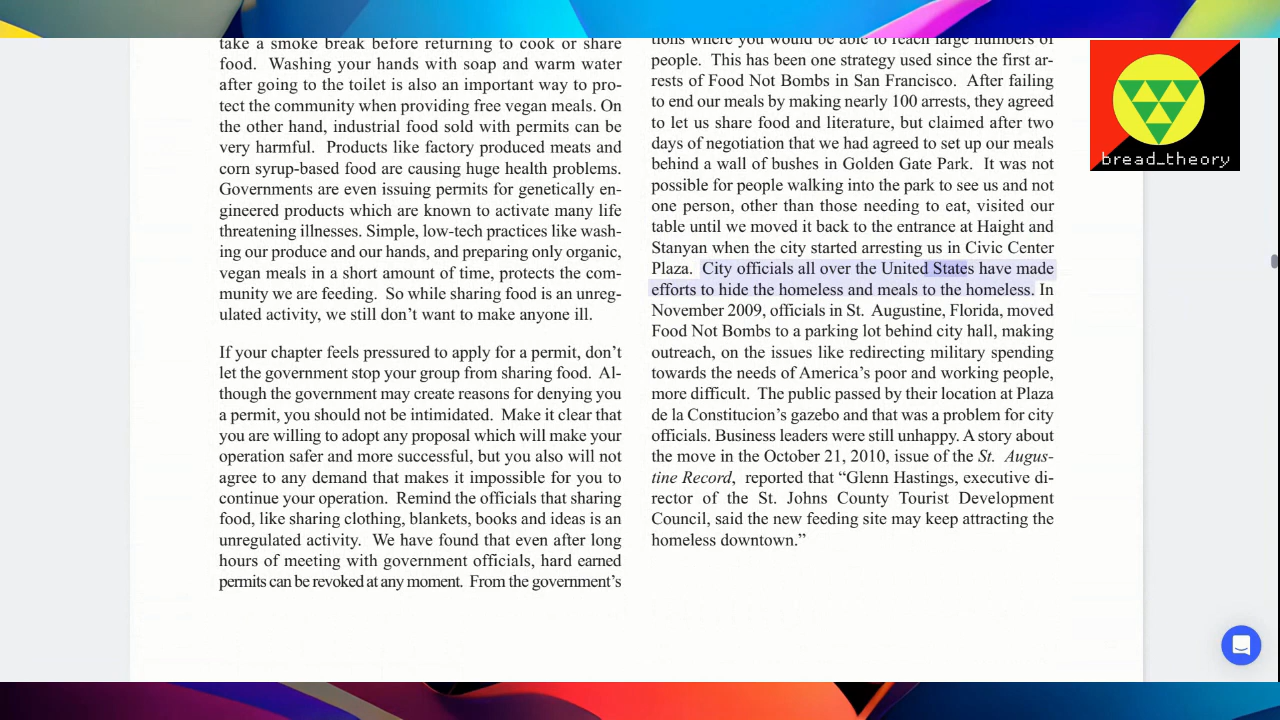 take a smoke break before returning to cook or share
food. Washing your hands with soap and warm water
after going to the toilet is also an important way to pro-
tect the community when providing free vegan meals. On
the other hand, industrial food sold with permits can be
very harmful. Products like factory produced meats and
corn syrup-based food are causing huge health problems.
Governments are even issuing permits for genetically en-
gineered products which are known to activate many life
threatening illnesses. Simple, low-tech practices like wash-
ing our produce and our hands, and preparing only organic,
vegan meals in a short amount of time, protects the com-
munity we are feeding. So while sharing food is an unreg-
ulated activity, we still don't want to make anyone ill.
If your chapter feels pressured to apply for a permit, don't
let the government stop your group from sharing food. Al-
though the government may create reasons for denying you
a permit, you should not be intimidated. Make it clear that
you are willing to adopt any proposal which will make your
operation safer and more successful, but you also will not
agree to any demand that makes it impossible for you to
continue your operation. Remind the officials that sharing
food, like sharing clothing, blankets, books and ideas is an
unregulated activity. We have found that even after long
hours of meeting with government officials, hard earned
permits can be revoked at any moment. From the government's
tions where you would be able to reach large numbers of
people. This has been one strategy used since the first ar-
rests of Food Not Bombs in San Francisco. After failing
to end our meals by making nearly 100 arrests, they agreed
to let us share food and literature, but claimed after two
days of negotiation that we had agreed to set up our meals
behind a wall of bushes in Golden Gate Park. It was not
possible for people walking into the park to see us and not
one person, other than those needing to eat, visited our
table until we moved it back to the entrance at Haight and
Stanyan when the city started arresting us in Civic Center
Plaza. City officials all over the United States have made
efforts to hide the homeless and meals to the homeless. In
November 2009, officials in St. Augustine, Florida, moved
Food Not Bombs to a parking lot behind city hall, making
outreach, on the issues like redirecting military spending
towards the needs of America's poor and working people,
more difficult. The public passed by their location at Plaza
de la Constitucion's gazebo and that was a problem for city
officials. Business leaders were still unhappy. A story about
the move in the October 21, 2010, issue of the St. Augus-
tine Record, reported that “Glenn Hastings, executive di-
rector of the St. Johns County Tourist Development
Council, said the new feeding site may keep attracting the
homeless downtown.”
bread_theory